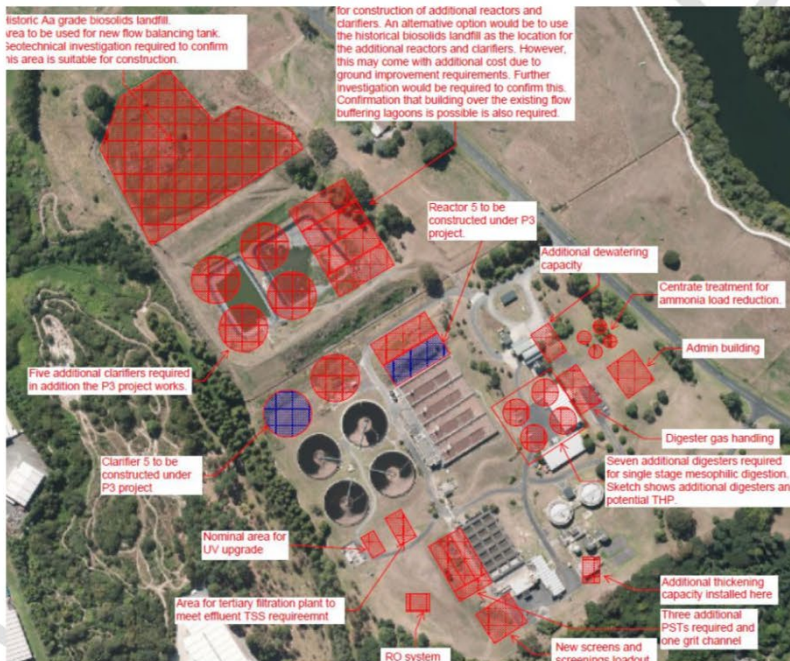 Historic Aa grade biosolids landfill.
Area to be used for new flow balancing tank.
Geotechnical investigation required to confirm
this area is suitable for construction.
for construction of additional reactors and
clarifiers. An alternative option would be to use
the historical biosolids landfill as the location for
the additional reactors and clarifiers. However,
this may come with additional cost due to
ground improvement requirements. Further
investigation would be required to confirm this.
Confirmation that building over the existing flow
buffering lagoons is possible is also required.
Reactor 5 to be
constructed under P3
project.
Additional dewatering
capacity
Centrate treatment for
ammonia load reduction.
Admin building
Five additional clarifiers required
in addition the P3 project works.
Digester gas handling
Clarifier 5 to be
constructed under
P3 project
Seven additional digesters required
for single stage mesophilic digestion.
Sketch shows additional digesters an
potential THP.
Nominal area for
UV upgrade
Additional thickening
capacity installed here
Area for tertiary filtration plant to
meet effluent TSS requireemnt
Three additional
PSTs required and
one grit channel
RO system
New screens and
screenings loadout